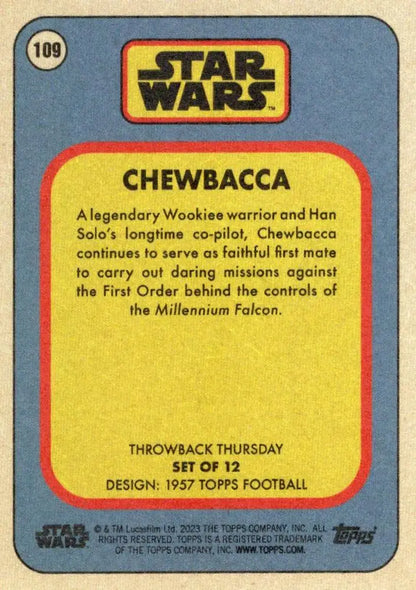 109
STAR
WARS™
CHEWBACCA
A legendary Wookiee warrior and Han
Solo's longtime co-pilot, Chewbacca
continues to serve as faithful first mate
to carry out daring missions against
the First Order behind the controls of
the Millennium Falcon.
THROWBACK THURSDAY
SET OF 12
DESIGN: 1957 TOPPS FOOTBALL
STAR
WARS
© & TM Lucasfilm Ltd. 2023 THE TOPPS COMPANY, INC. ALL
RIGHTS RESERVED. TOPPS IS A REGISTERED TRADEMARK
OF THE TOPPS COMPANY, INC. WWW.TOPPS.COM.
Topps